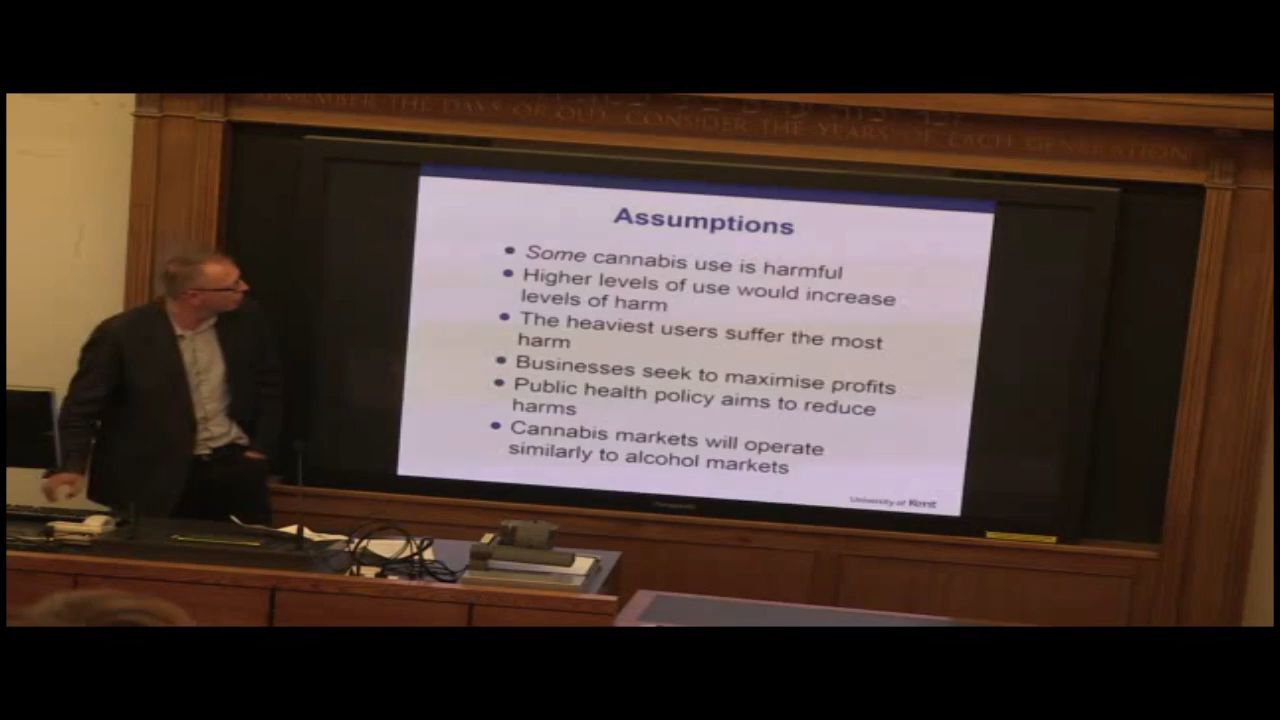 REMEMBER THE DAYS OF OLD CONSIDER THE YEARS OF EACH GENERATION
Assumptions
• Some cannabis use is harmful
• Higher levels of use would increase
levels of harm
• The heaviest users suffer the most
harm
• Businesses seek to maximise profits
• Public health policy aims to reduce
harms
• Cannabis markets will operate
similarly to alcohol markets
University of Kent